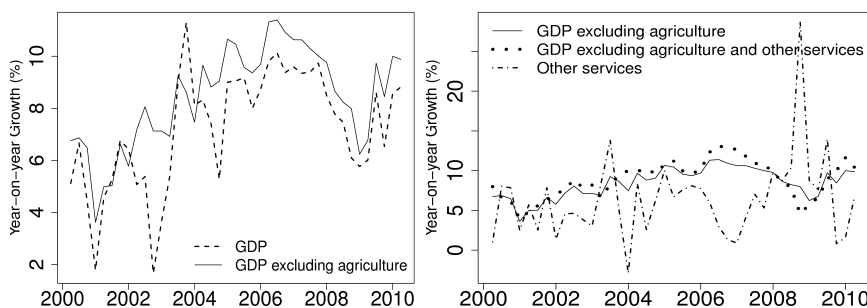 Year-on-year Growth (%)
10
8
6
4
2
GDP
GDP excluding agriculture
2000 2002 2004 2006 2008 2010
Year-on-year Growth (%)
20
10
5
0
GDP excluding agriculture
GDP excluding agriculture and other services
Other services
2000 2002 2004 2006 2008 2010